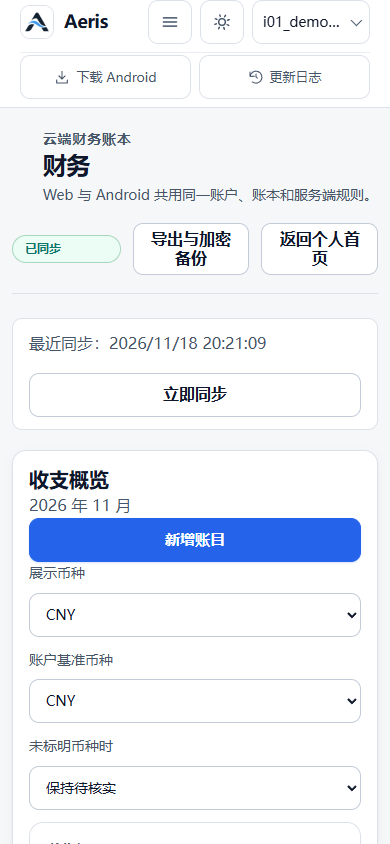 Aeris
i01_demo...
下载 Android
更新日志
云端财务账本
财务
Web 与 Android 共用同一账户、账本和服务端规则。
已同步
导出与加密
备份
返回个人首
页
最近同步：2026/11/18 20:21:09
立即同步
收支概览
2026 年 11 月
新增账目
展示币种
CNY
账户基准币种
CNY
未标明币种时
保持待核实